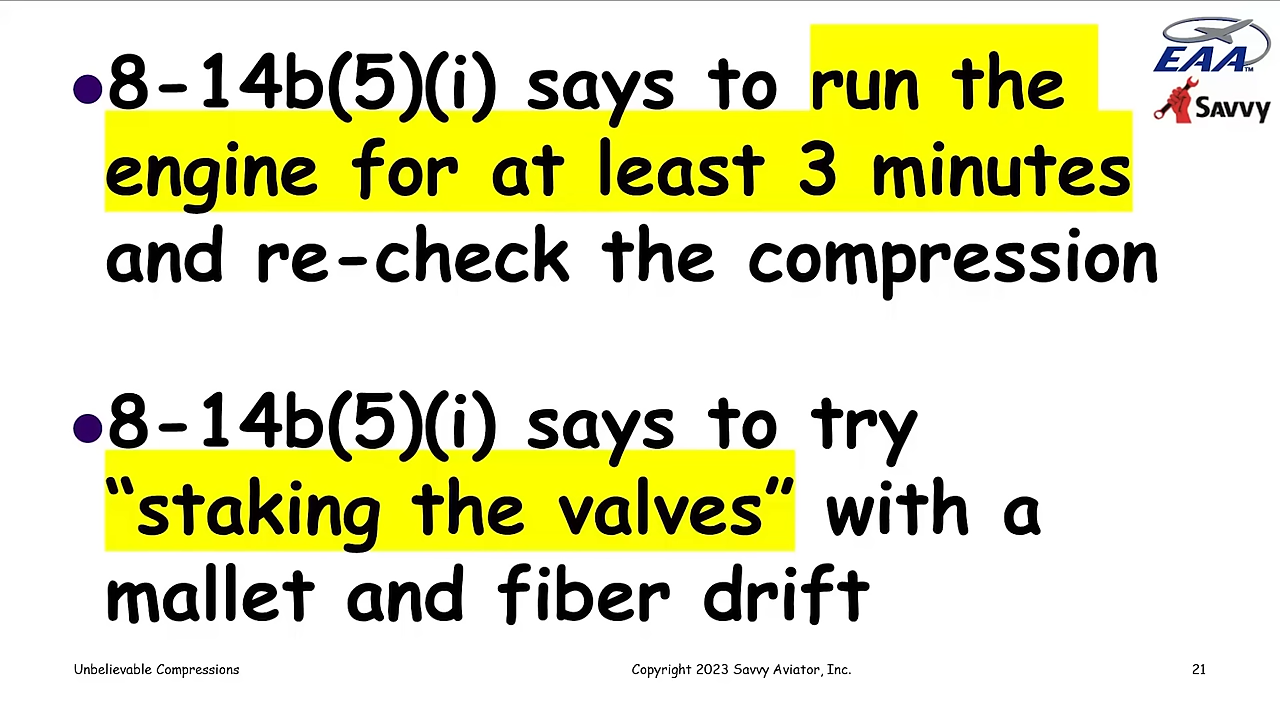 •8-14b(5)(i) says to run the
engine for at least 3 minutes
and re-check the compression
•8-14b(5)(i) says to try
“staking the valves” with a
mallet and fiber drift
EAA™
SAVVY
Unbelievable Compressions
Copyright 2023 Savvy Aviator, Inc.
21